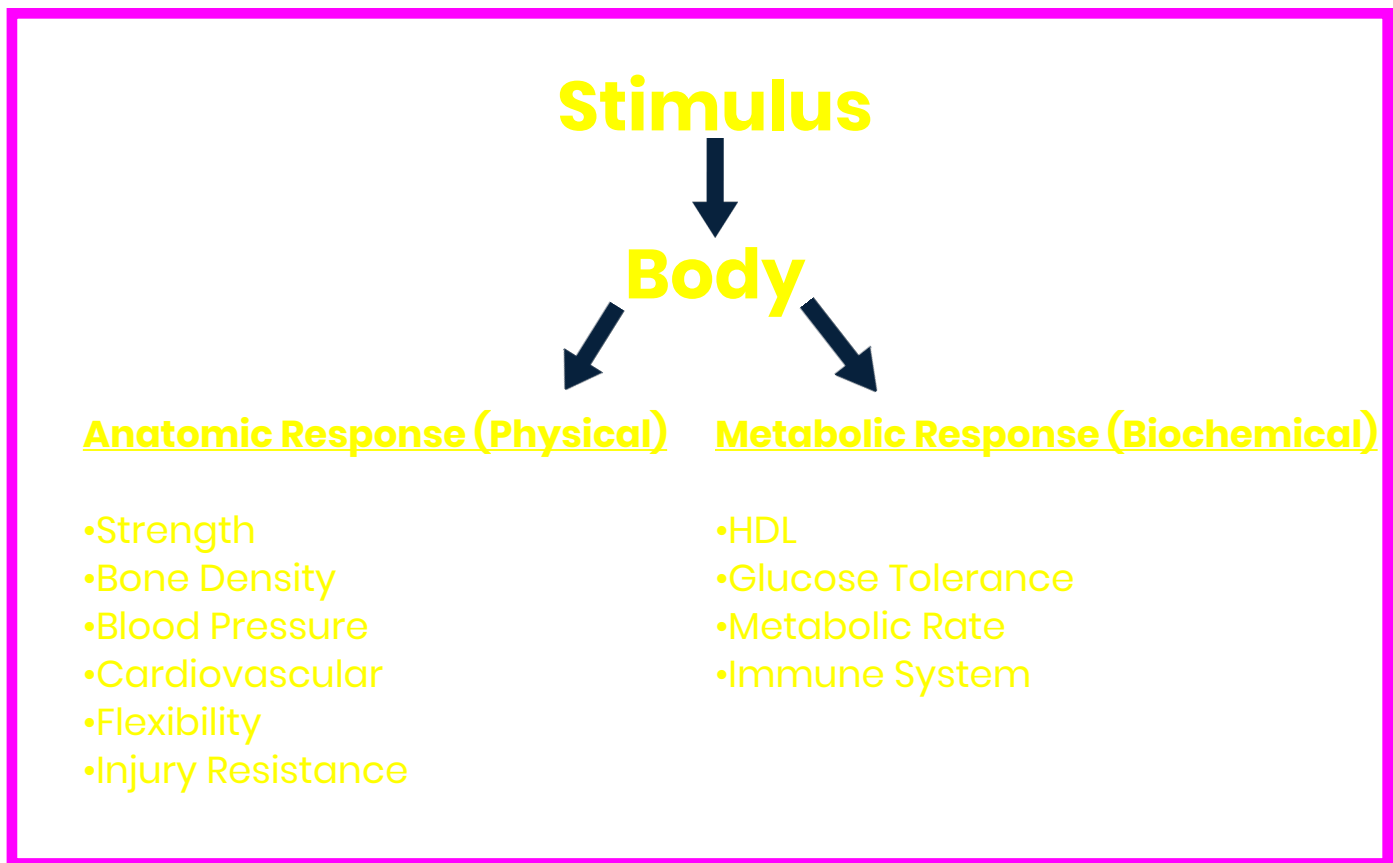 Stimulus
Body
Anatomic Response (Physical)
•Strength
•Bone Density
•Blood Pressure
•Cardiovascular
•Flexibility
•Injury Resistance
Metabolic Response (Biochemical)
•HDL
•Glucose Tolerance
•Metabolic Rate
•Immune System